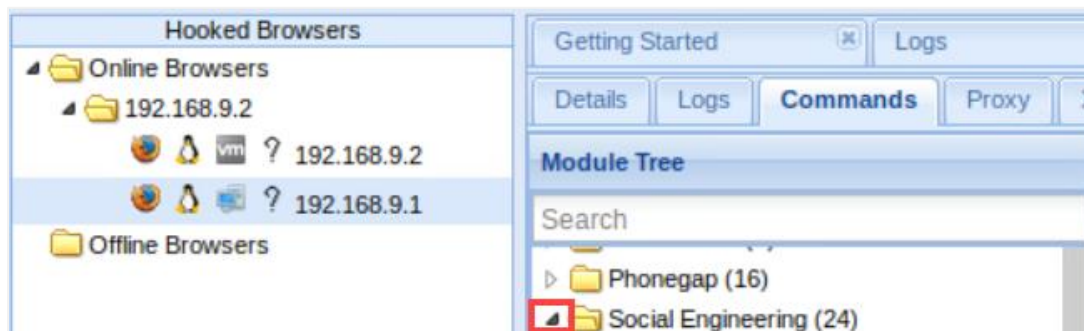 Hooked Browsers
Online Browsers
192.168.9.2
vm ? 192.168.9.2
? 192.168.9.1
Offline Browsers
Getting Started
Logs
Details
Logs
Commands
Proxy
Module Tree
Search
Phonegap (16)
Social Engineering (24)